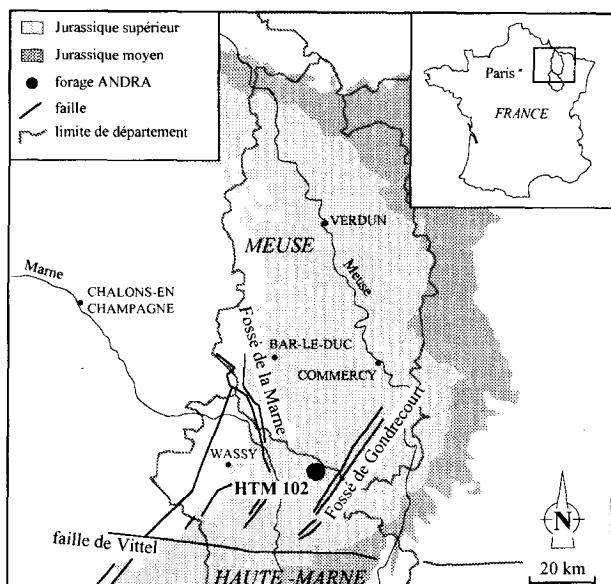 Jurassique supérieur
Jurassique moyen
forage ANDRA
faille
limite de département
Paris
FRANCE
VERDUN
MEUSE
Meuse
Marne
CHALONS-EN
CHAMPAGNE
Fossé de la Marne
BAR-LE-DUC
COMMERCY
Fossé de Gondrecourt
WASSY
HTM 102
faille de Vittel
HAUTE-MARNE
N
20 km